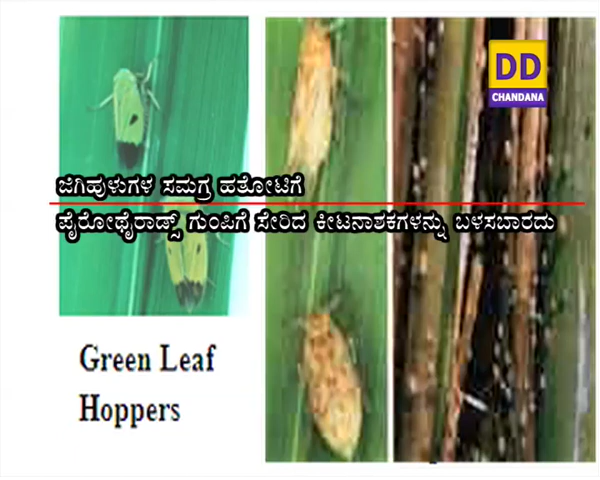 DD
CHANDANA
ಜಿಗಿಹುಳುಗಳ ಸಮಗ್ರ ಹತೋಟಿಗೆ
ಪೈರೋಥೈರಾಡ್ಸ್ ಗುಂಪಿಗೆ ಸೇರಿದ ಕೀಟನಾಶಕಗಳನ್ನು ಬಳಸಬಾರದು
Green Leaf
Hoppers